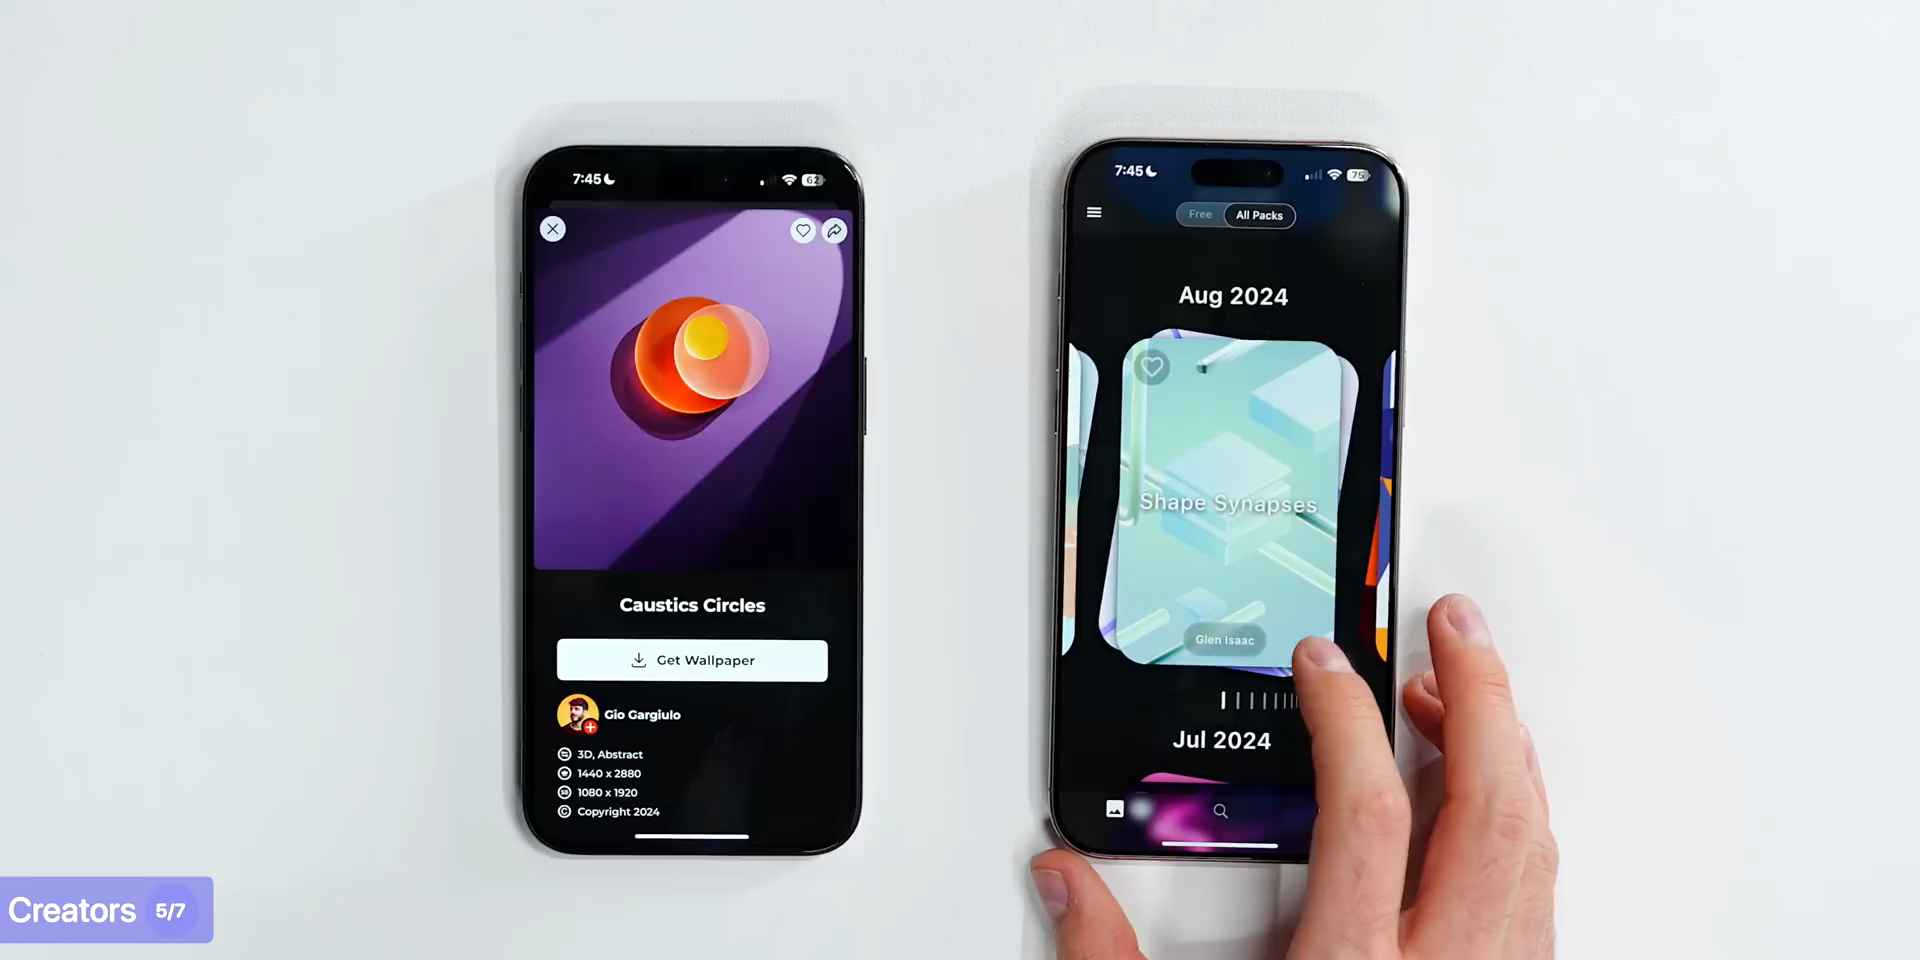 7:45
62
Caustics Circles
Get Wallpaper
Gio Gargiulo
3D, Abstract
1440 x 2880
SD
1080 x 1920
Copyright 2024
7:45
75
Free
All Packs
Aug 2024
Shape Synapses
Glen Isaac
Jul 2024
Creators 5/7